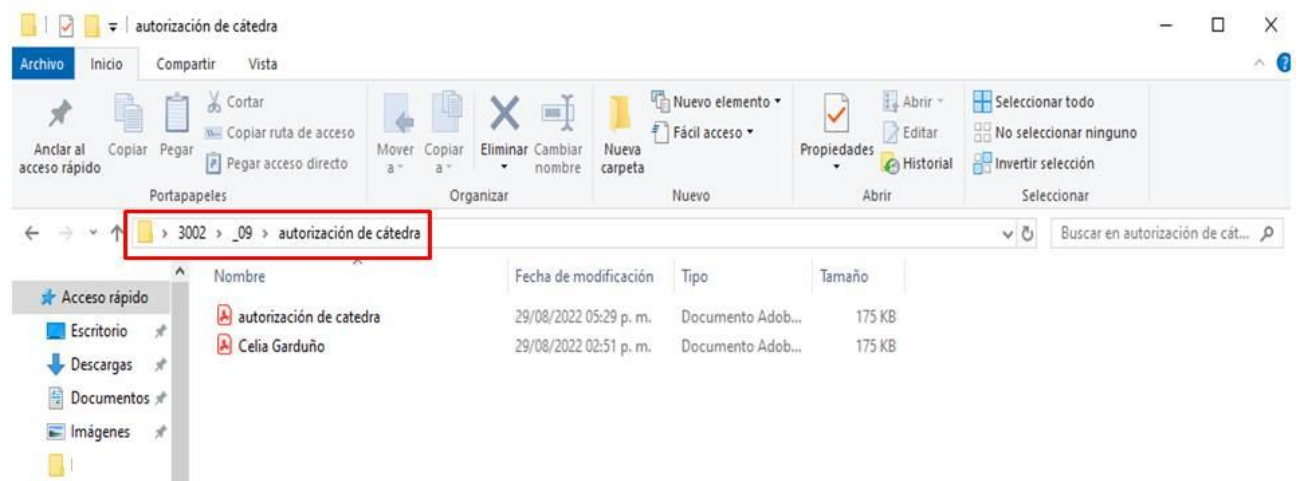 autorización de cátedra
Archivo Inicio Compartir Vista
Anclar al acceso rápido
Copiar
Pegar
Cortar
Copiar ruta de acceso
Pegar acceso directo
Portapapeles
Mover a
Copiar a
Eliminar
Cambiar nombre
Organizar
Nueva carpeta
Nuevo elemento
Fácil acceso
Nuevo
Propiedades
Abrir
Editar
Historial
Abrir
Seleccionar todo
No seleccionar ninguno
Invertir selección
Seleccionar
> 3002 > _09 > autorización de cátedra
Buscar en autorización de cát...
Nombre Fecha de modificación Tipo Tamaño
autorización de catedra 29/08/2022 05:29 p. m. Documento Adob... 175 KB
Celia Garduño 29/08/2022 02:51 p. m. Documento Adob... 175 KB
Acceso rápido
Escritorio
Descargas
Documentos
Imágenes